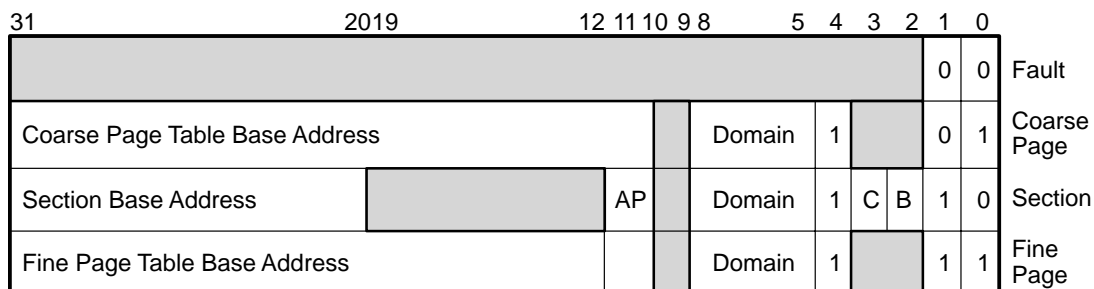 31 2019 12 11 10 9 8 5 4 3 2 1 0
0 0 Fault
Coarse Page Table Base Address Domain 1 0 1 Coarse Page
Section Base Address AP Domain 1 C B 1 0 Section
Fine Page Table Base Address Domain 1 1 1 Fine Page